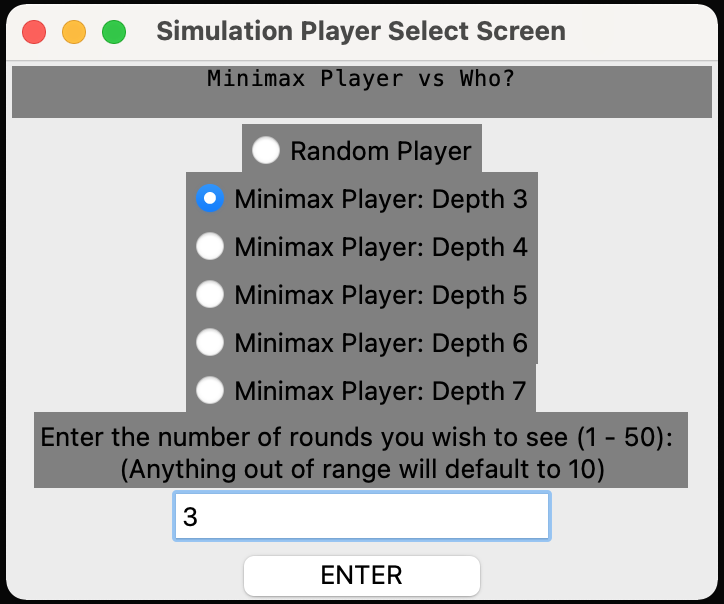 Simulation Player Select Screen
Minimax Player vs Who?
Random Player
Minimax Player: Depth 3
Minimax Player: Depth 4
Minimax Player: Depth 5
Minimax Player: Depth 6
Minimax Player: Depth 7
Enter the number of rounds you wish to see (1 - 50):
(Anything out of range will default to 10)
3
ENTER